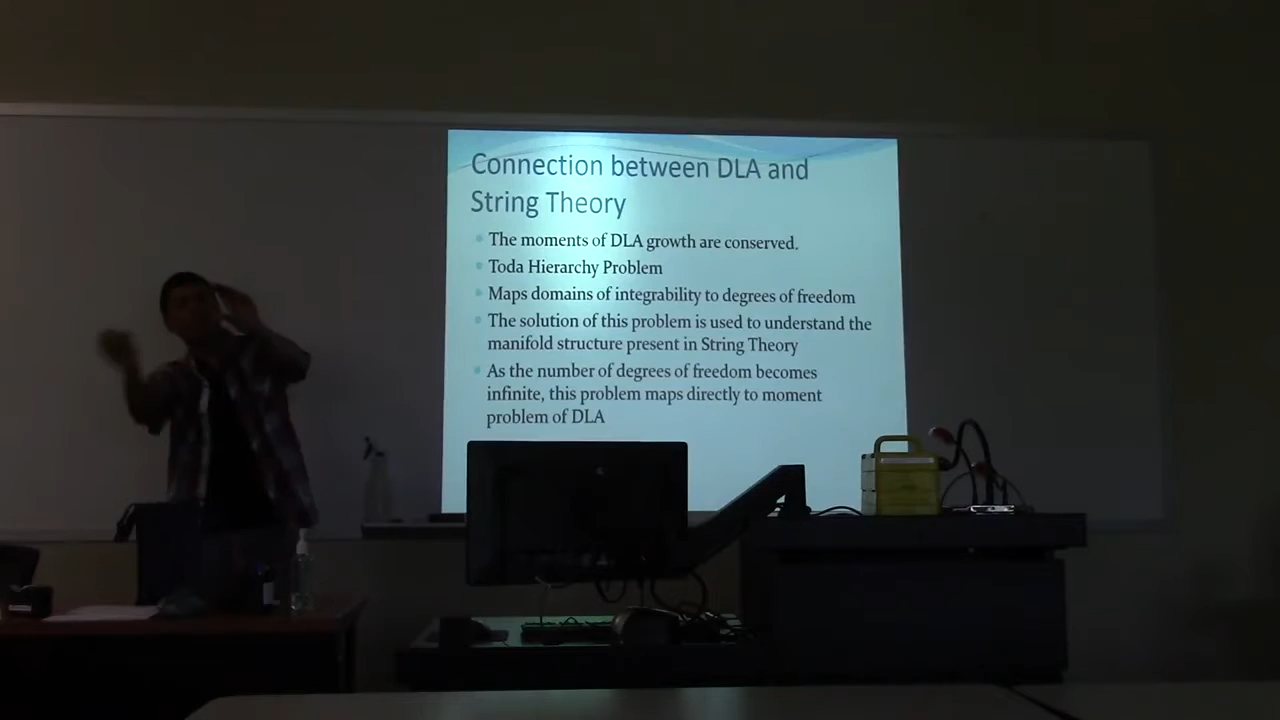 Connection between DLA and
String Theory
The moments of DLA growth are conserved.
Toda Hierarchy Problem
Maps domains of integrability to degrees of freedom
The solution of this problem is used to understand the
manifold structure present in String Theory
As the number of degrees of freedom becomes
infinite, this problem maps directly to moment
problem of DLA